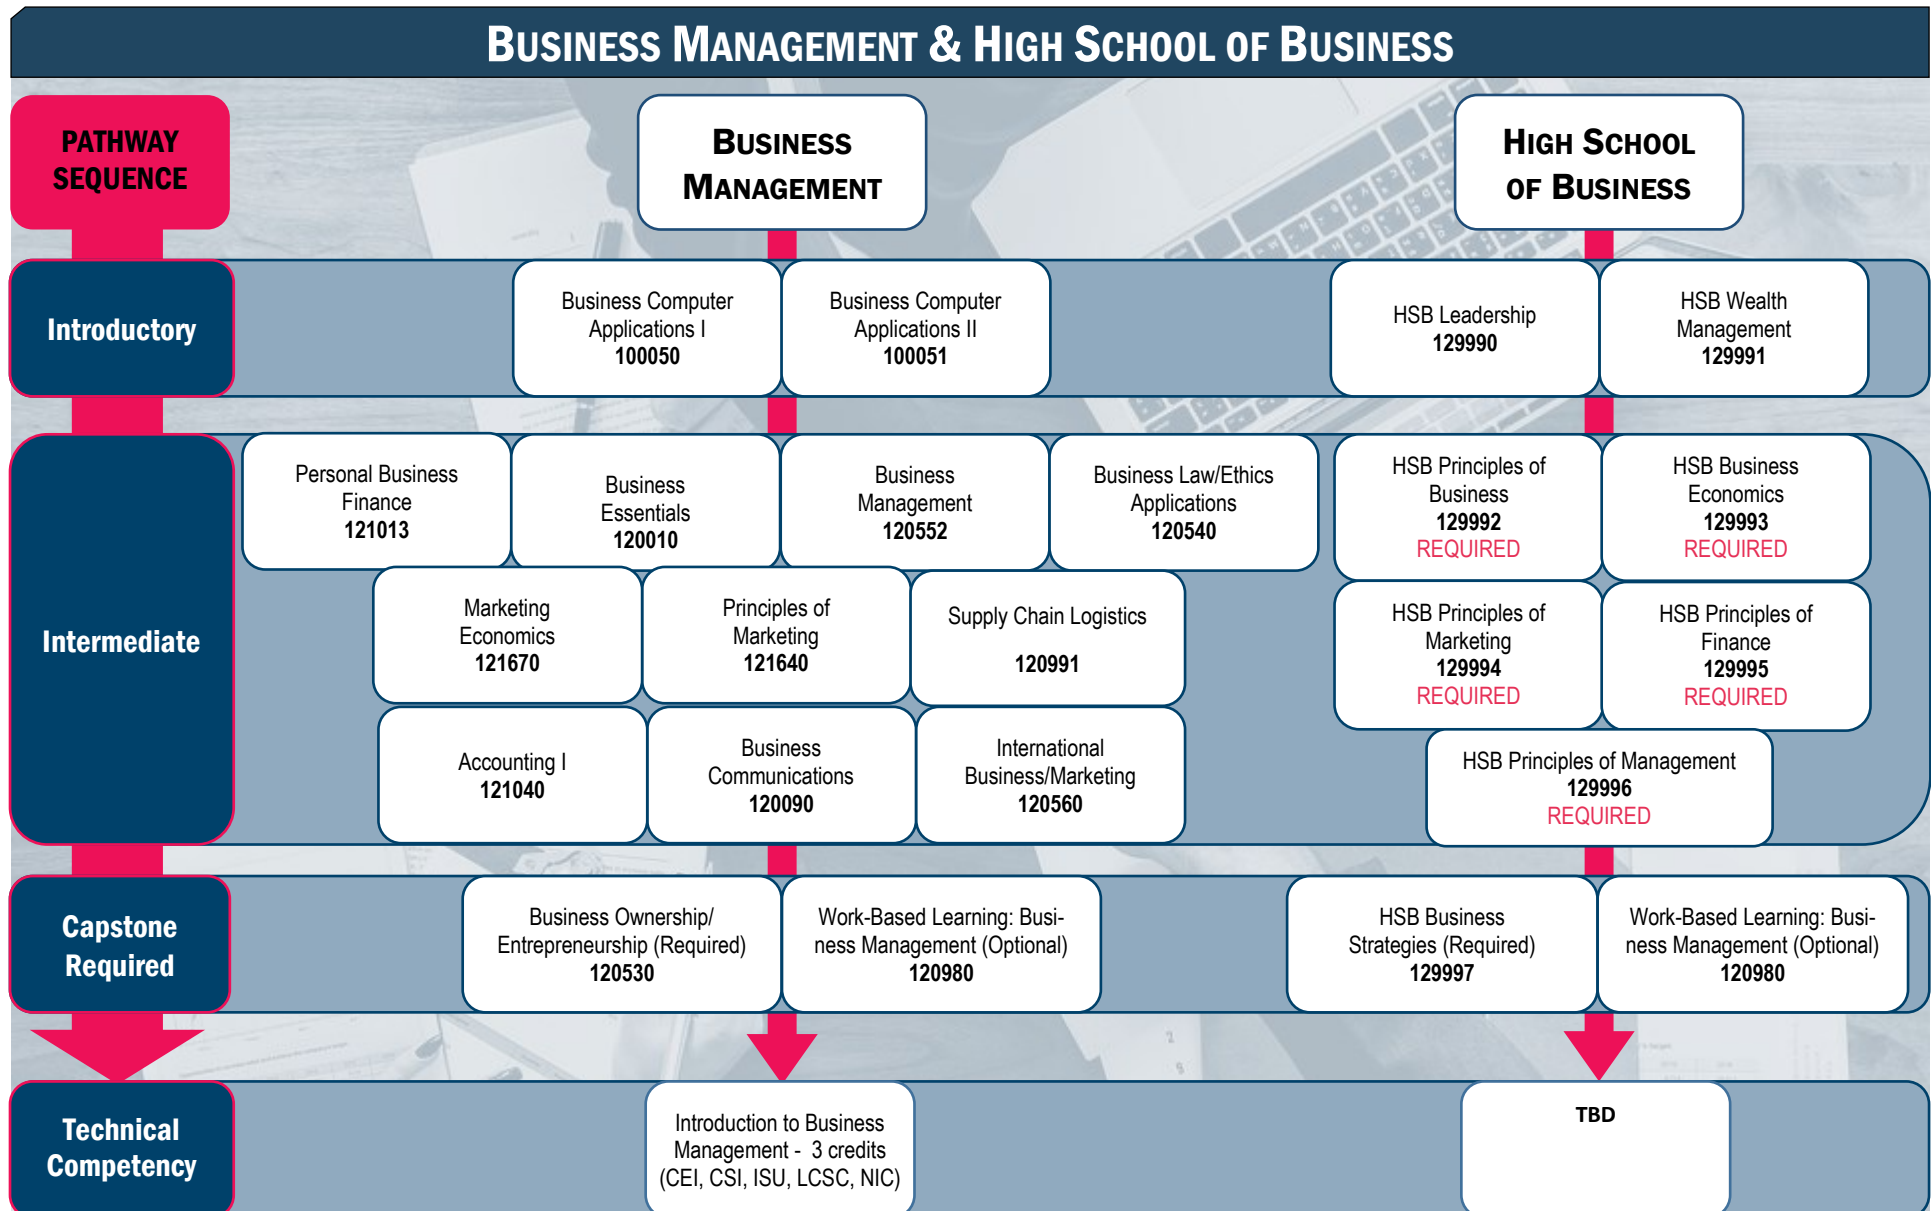 BUSINESS MANAGEMENT & HIGH SCHOOL OF BUSINESS
PATHWAY
SEQUENCE
BUSINESS
MANAGEMENT
HIGH SCHOOL
OF BUSINESS
Introductory
Business Computer
Applications I
100050
Business Computer
Applications II
100051
HSB Leadership
129990
HSB Wealth
Management
129991
Intermediate
Personal Business
Finance
121013
Business
Essentials
120010
Business
Management
120552
Business Law/Ethics
Applications
120540
HSB Principles of
Business
129992
REQUIRED
HSB Business
Economics
129993
REQUIRED
Marketing
Economics
121670
Principles of
Marketing
121640
Supply Chain Logistics
120991
HSB Principles of
Marketing
129994
REQUIRED
HSB Principles of
Finance
129995
REQUIRED
Accounting I
121040
Business
Communications
120090
International
Business/Marketing
120560
HSB Principles of Management
129996
REQUIRED
Capstone
Required
Business Ownership/
Entrepreneurship (Required)
120530
Work-Based Learning: Busi-
ness Management (Optional)
120980
HSB Business
Strategies (Required)
129997
Work-Based Learning: Busi-
ness Management (Optional)
120980
Technical
Competency
Introduction to Business
Management - 3 credits
(CEI, CSI, ISU, LCSC, NIC)
TBD